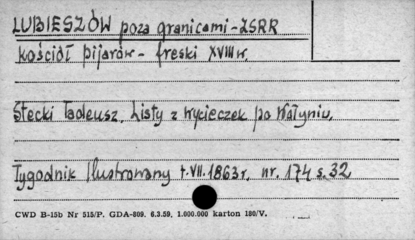 LUBIESZÓW poza granicami - ZSRR
kościół pijarów - freski XVIII w.
Stecki Tadeusz, Listy z wycieczek po Wołyniu,
Tygodnik Ilustrowany t. VII. 1863 r. nr. 174 s. 32
CWD B-15b Nr 515/P. GDA-809. 6.3.59. 1.000.000 karton 180/V.